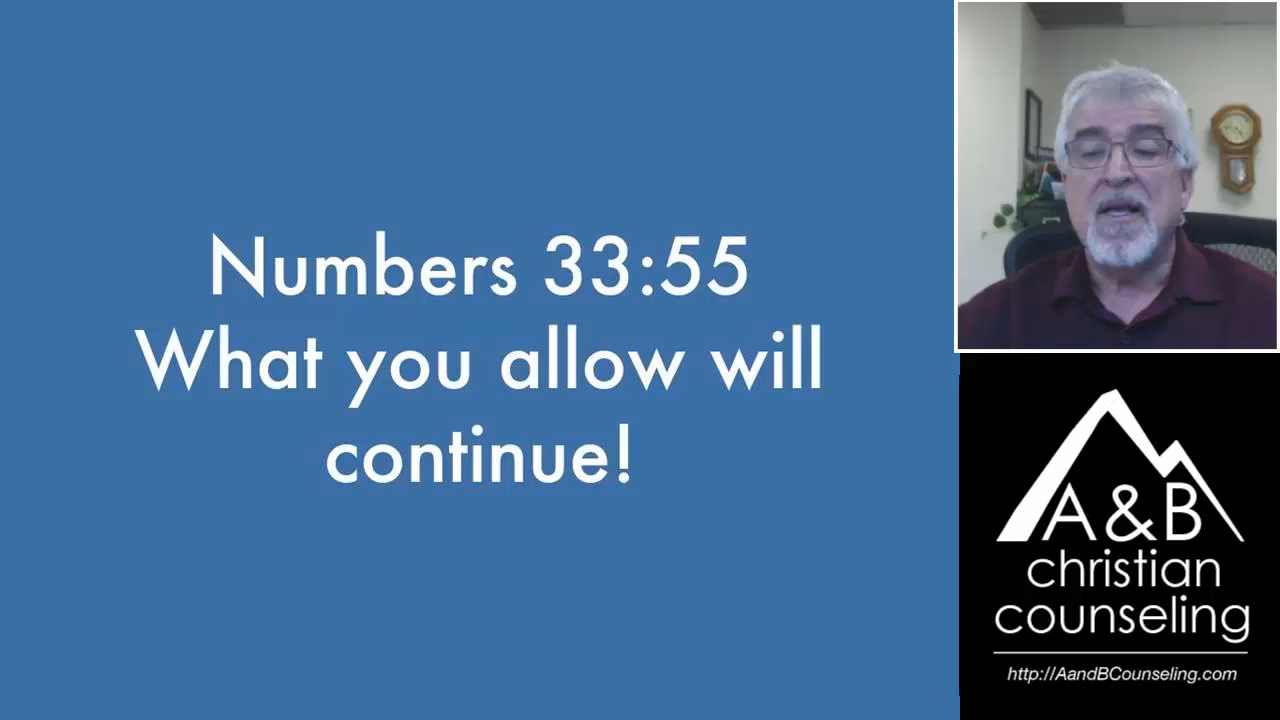 Numbers 33:55
What you allow will
continue!
A&B
christian
counseling
http://AandBCounseling.com